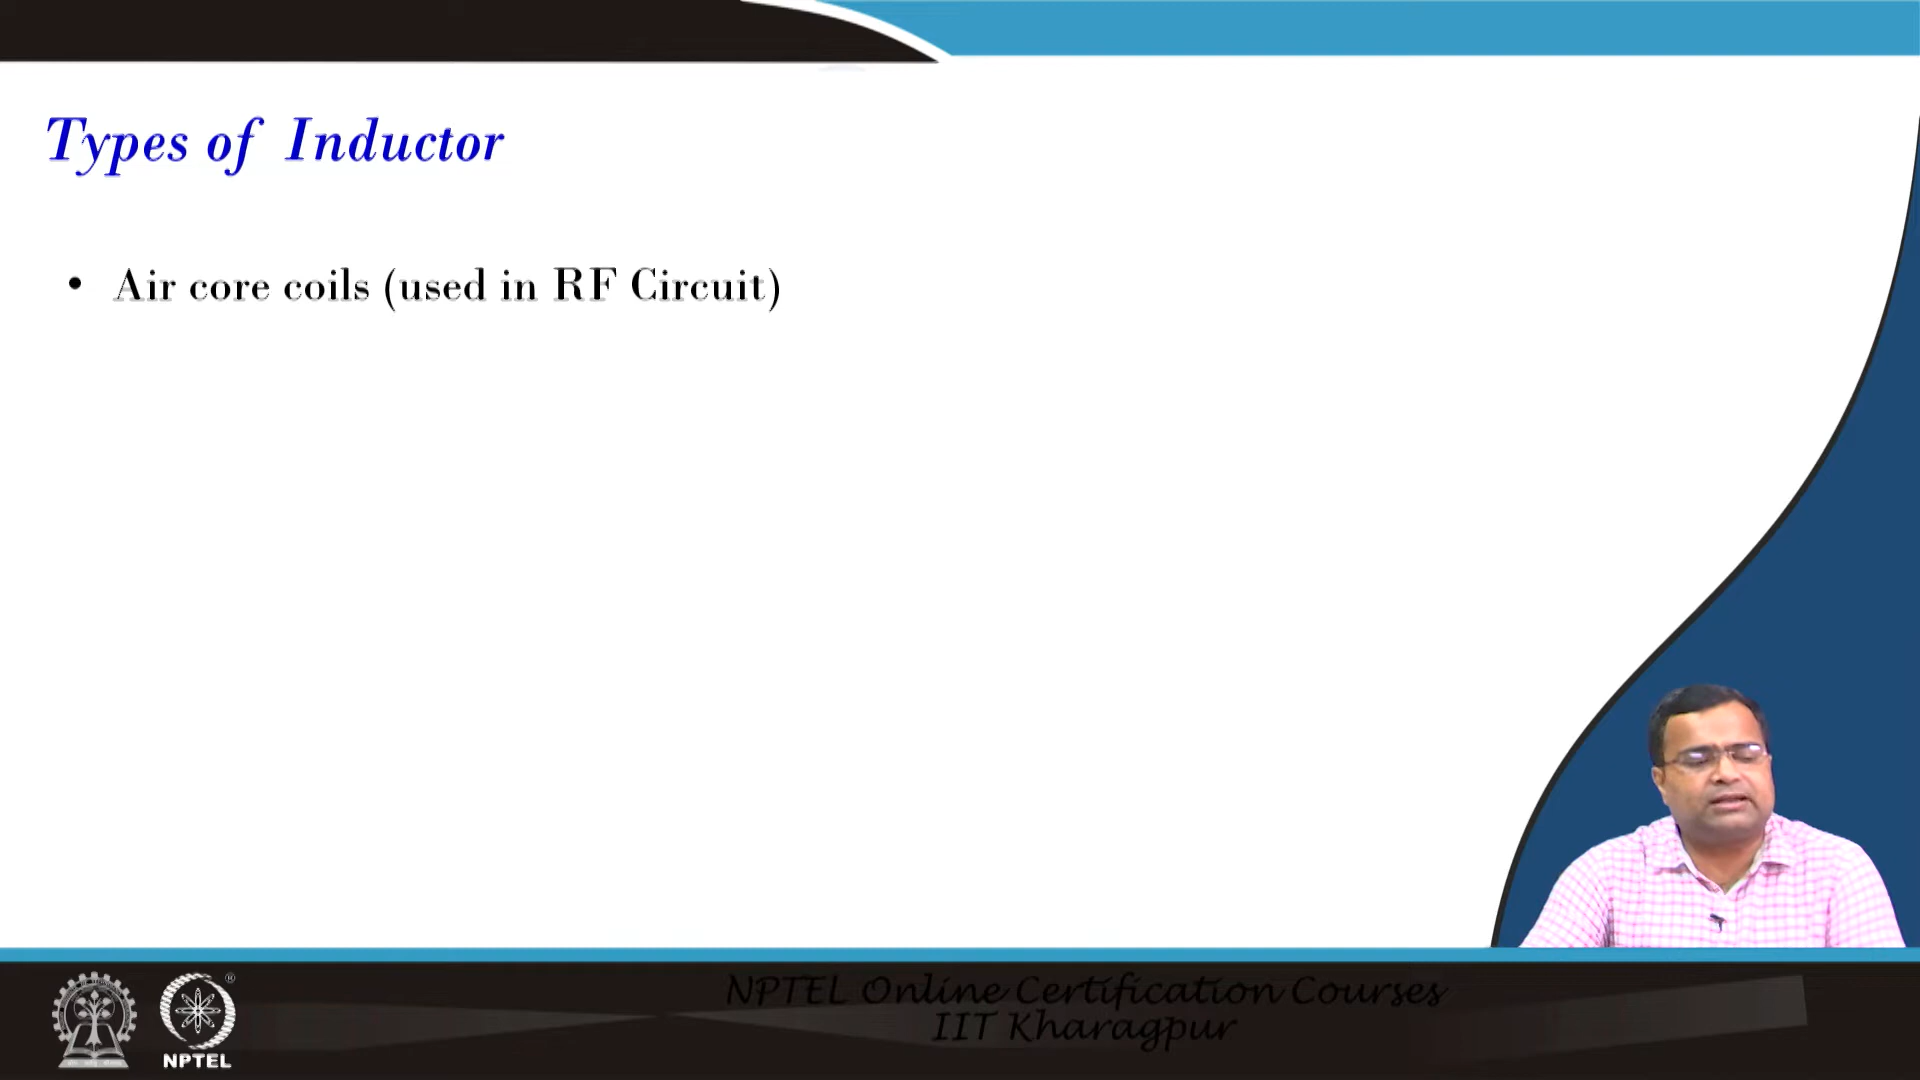 Types of Inductor
• Air core coils (used in RF Circuit)
NPTEL Online Certification Courses
IIT Kharagpur
®
NPTEL